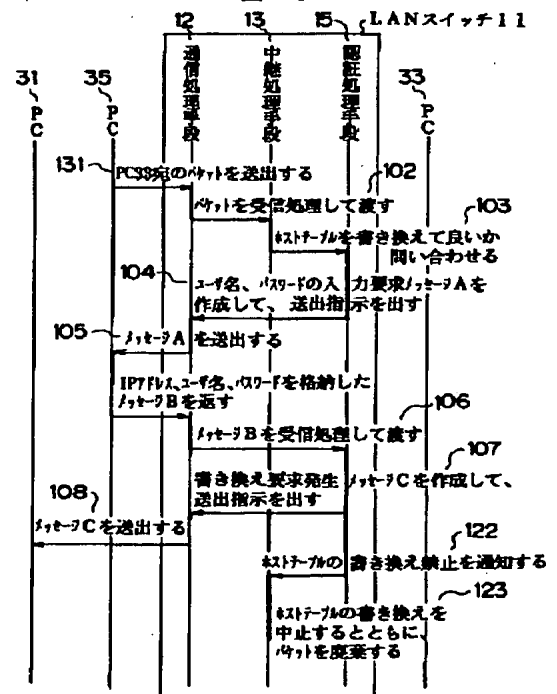 12
13
15
LANスイッチ11
31
PC
35
PC
通信処理手段
中継処理手段
認証処理手段
33
PC
131
PC33宛のパケットを送出する
102
パケットを受信処理して渡す
103
ホストテーブルを書き換えて良いか
問い合わせる
104
ユーザ名、パスワードの入力要求メッセージAを
作成して、送出指示を出す
105
メッセージAを送出する
IPアドレス、ユーザ名、パスワードを格納した
メッセージBを返す
106
メッセージBを受信処理して渡す
107
書き換え要求発生メッセージCを作成して、
送出指示を出す
108
メッセージCを送出する
122
ホストテーブルの書き換え禁止を通知する
123
ホストテーブルの書き換えを
中止するとともに、
パケットを廃棄する